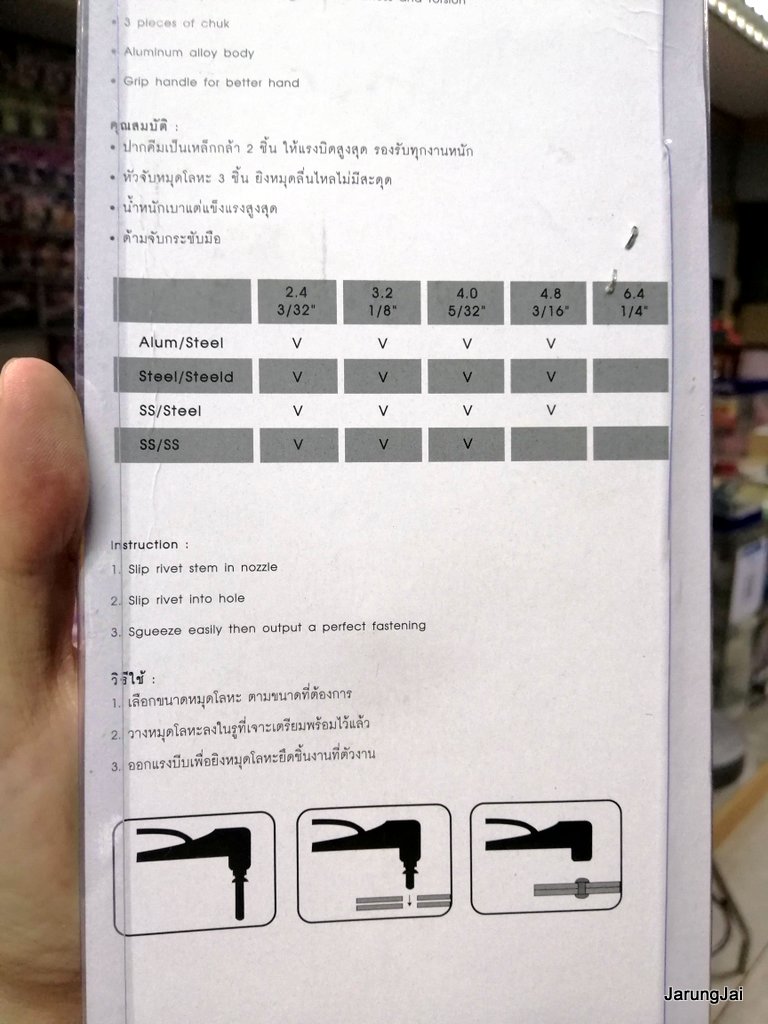 and torsion
• 3 pieces of chuk
• Aluminum alloy body
• Grip handle for better hand
คุณสมบัติ :
• ปากคีมเป็นเหล็กกล้า 2 ชิ้น ให้แรงบิดสูงสุด รองรับทุกงานหนัก
• หัวจับหมุดโลหะ 3 ชิ้น ยิงหมุดลื่นไหลไม่มีสะดุด
• น้ำหนักเบาแต่แข็งแรงสูงสุด
• ด้ามจับกระชับมือ
2.4 3.2 4.0 4.8 6.4
3/32" 1/8" 5/32" 3/16" 1/4"
Alum/Steel V V V V
Steel/Steeld V V V V
SS/Steel V V V V
SS/SS V V V
Instruction :
1. Slip rivet stem in nozzle
2. Slip rivet into hole
3. Sgueeze easily then output a perfect fastening
วิธีใช้ :
1. เลือกขนาดหมุดโลหะ ตามขนาดที่ต้องการ
2. วางหมุดโลหะลงในรูที่เจาะเตรียมพร้อมไว้แล้ว
3. ออกแรงบีบเพื่อยิงหมุดโลหะยึดชิ้นงานที่ตัวงาน
JarungJai